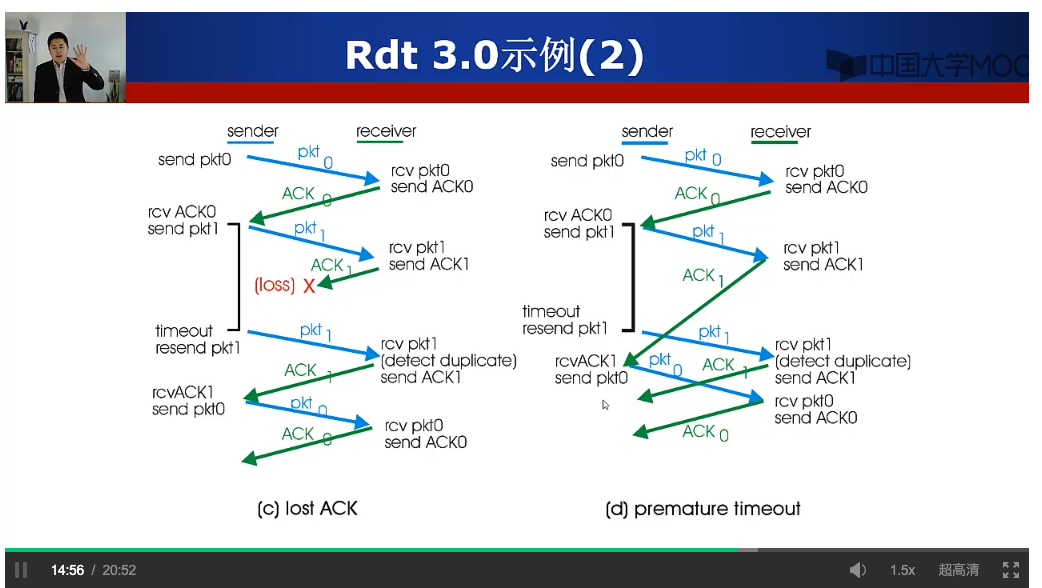 Rdt 3.0示例(2)
中国大学MOOC
sender
receiver
send pkt0
pkt 0
rcv pkt0
send ACK0
ACK 0
rcv ACK0
send pkt1
pkt 1
rcv pkt1
send ACK1
ACK 1
(loss) X
timeout
resend pkt1
pkt 1
rcv pkt1
(detect duplicate)
send ACK1
ACK 1
rcvACK1
send pkt0
pkt 0
rcv pkt0
send ACK0
ACK 0
(c) lost ACK
sender
receiver
send pkt0
pkt 0
rcv pkt0
send ACK0
ACK 0
rcv ACK0
send pkt1
pkt 1
rcv pkt1
send ACK1
ACK 1
timeout
resend pkt1
pkt 1
rcv pkt1
(detect duplicate)
send ACK1
rcvACK1
send pkt0
pkt 0
ACK 1
rcv pkt0
send ACK0
ACK 0
(d) premature timeout
14:56 / 20:52
1.5x
超高清